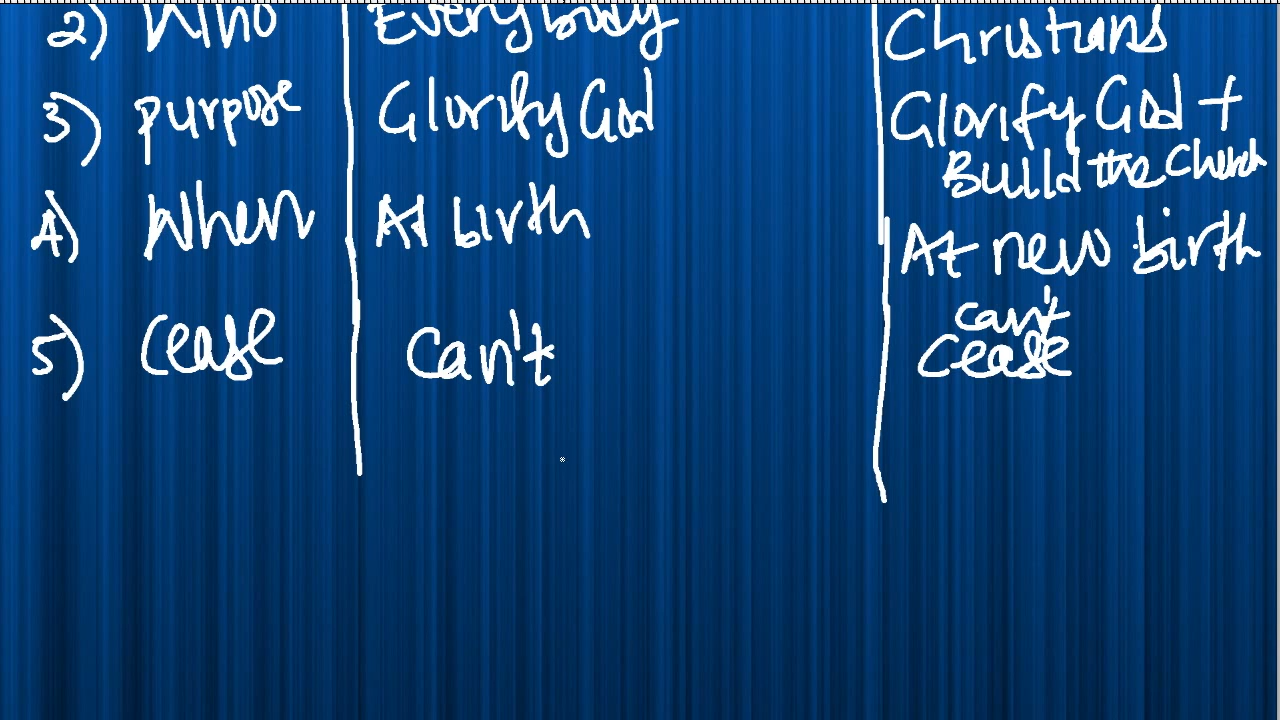 2) Who Everybody Christians
3) purpose Glorify God Glorify God +
Build the Church
4) When At birth At new birth
can't
5) Cease Can't Cease